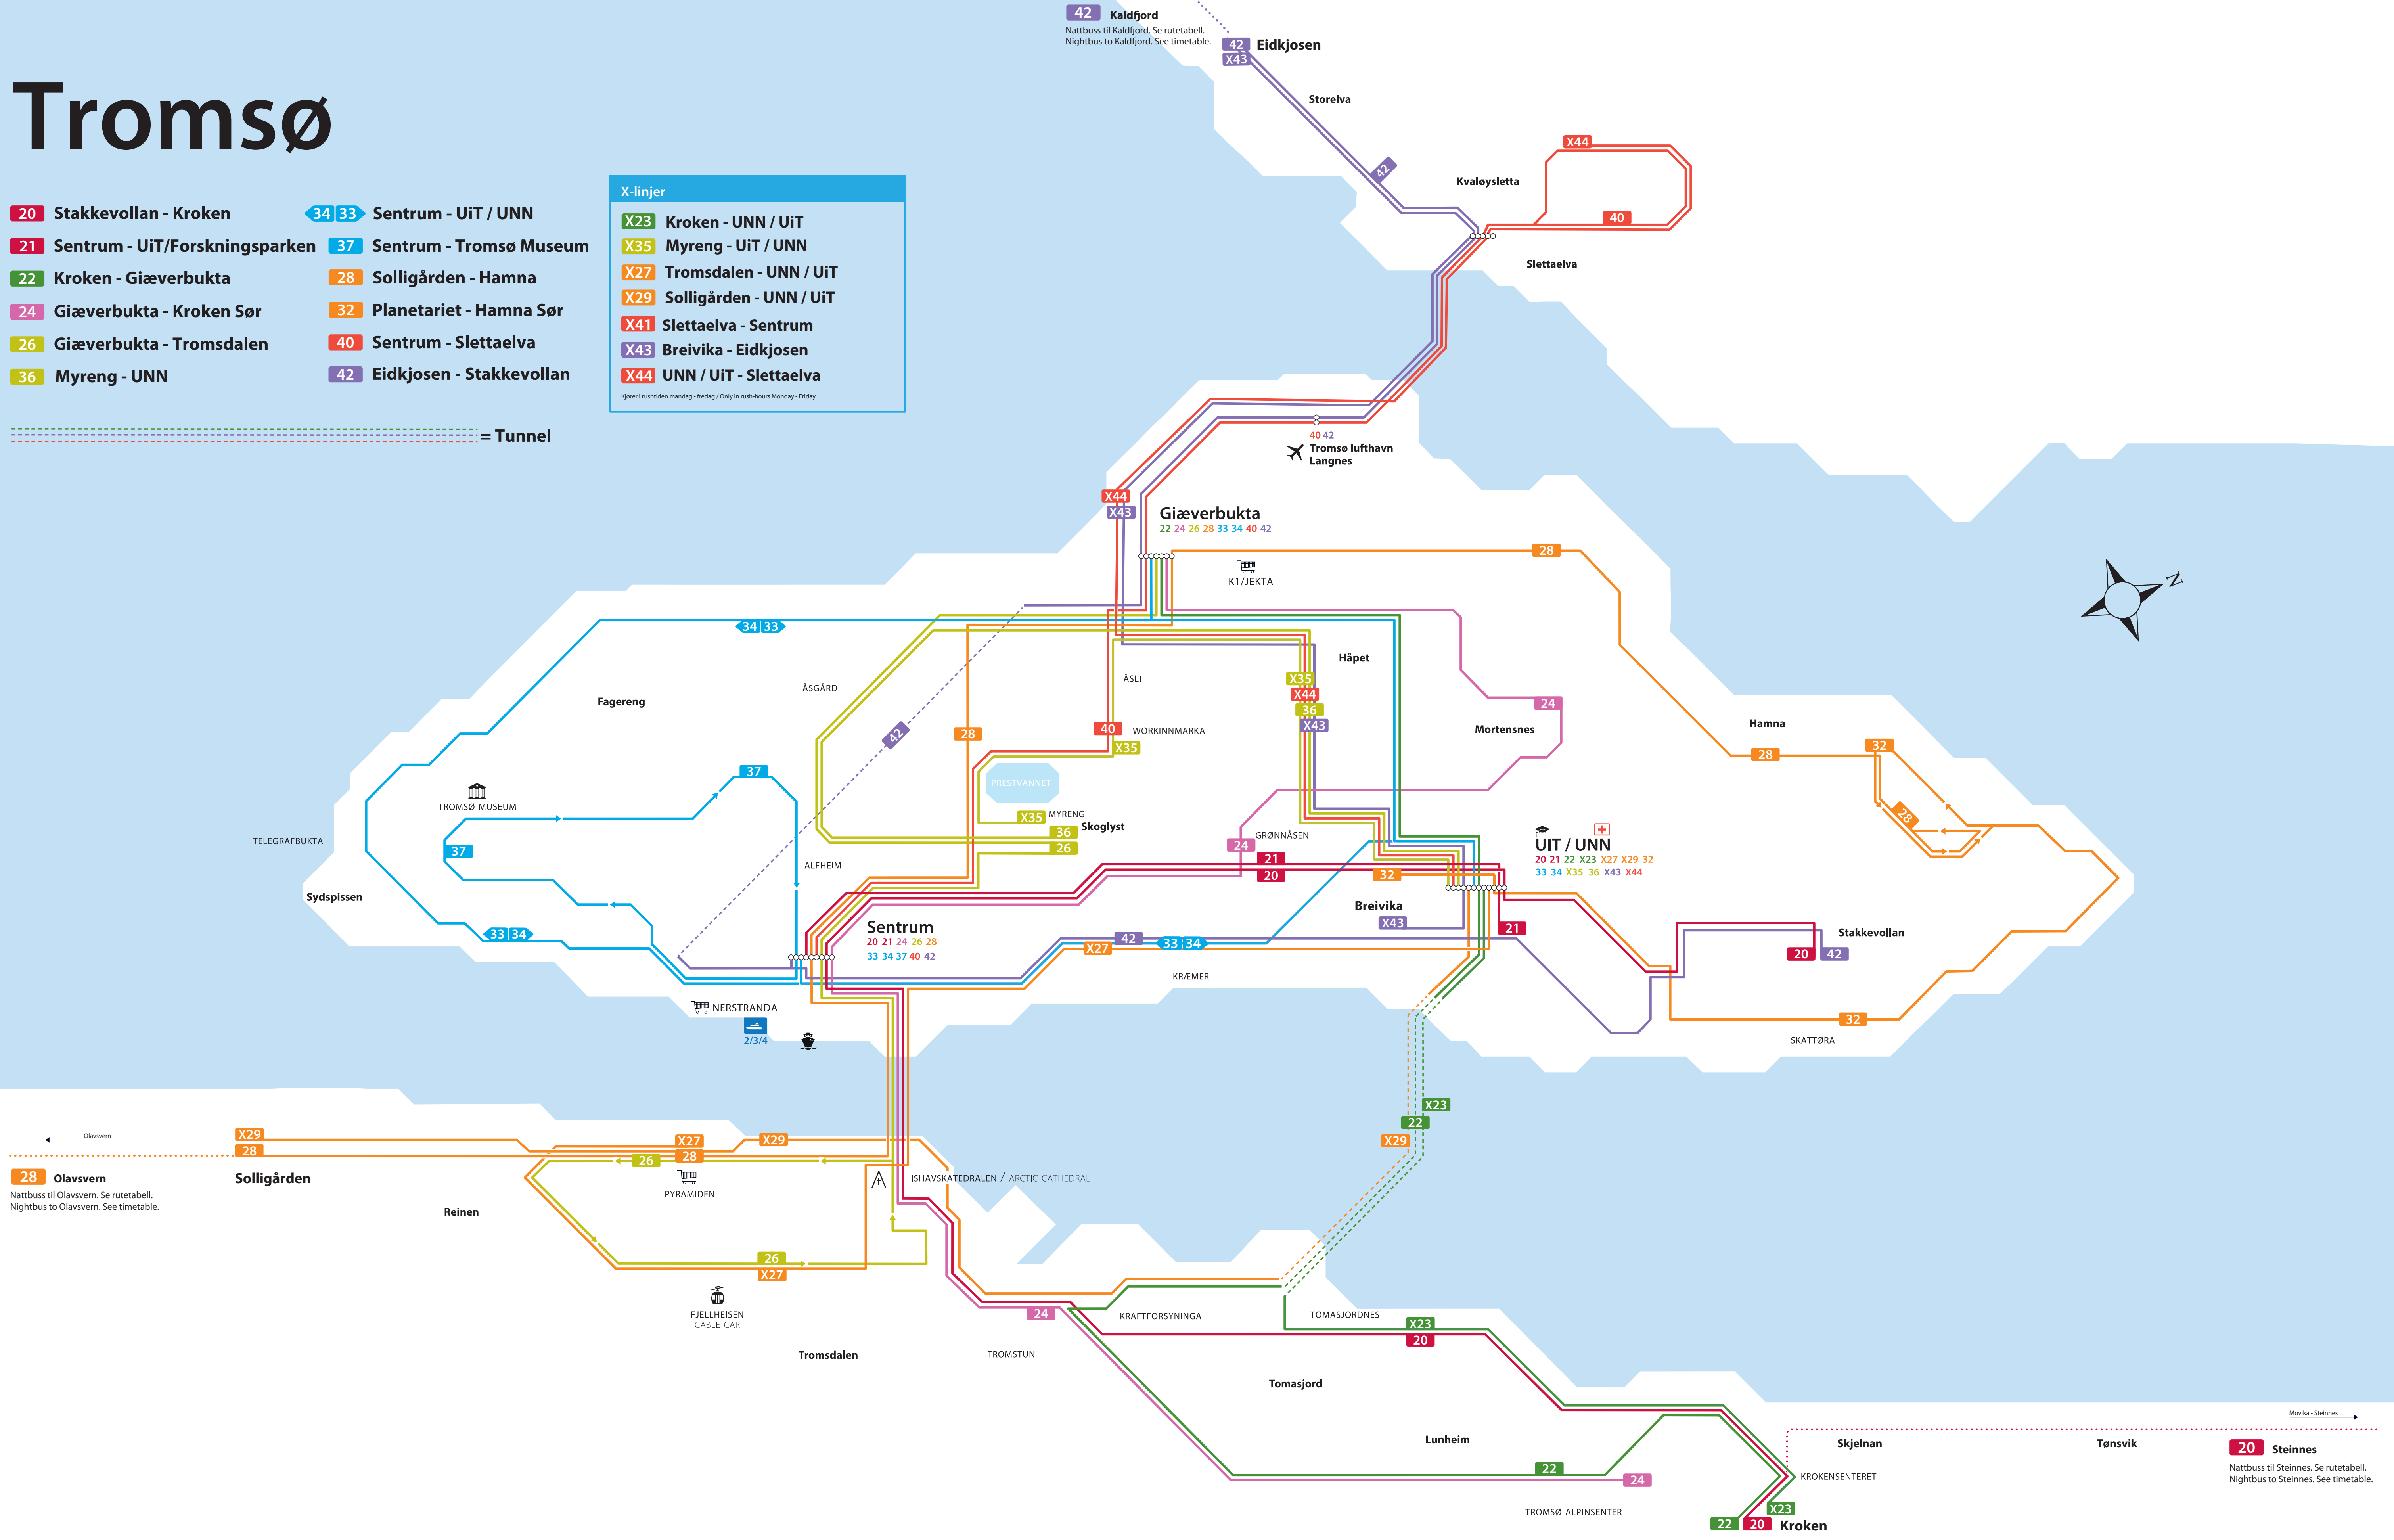 42 Kaldfjord
Nattbuss til Kaldfjord. Se rutetabell.
Nightbus to Kaldfjord. See timetable.
42 Eidkjosen
X43
Storelva
42
Kvaløysletta
X44
40
Slettaelva
Tromsø
20 Stakkevollan - Kroken
21 Sentrum - UiT/Forskningsparken
22 Kroken - Giæverbukta
24 Giæverbukta - Kroken Sør
26 Giæverbukta - Tromsdalen
36 Myreng - UNN
34 33 Sentrum - UiT / UNN
37 Sentrum - Tromsø Museum
28 Solligården - Hamna
32 Planetariet - Hamna Sør
40 Sentrum - Slettaelva
42 Eidkjosen - Stakkevollan
= Tunnel
X-linjer
X23 Kroken - UNN / UiT
X35 Myreng - UiT / UNN
X27 Tromsdalen - UNN / UiT
X29 Solligården - UNN / UiT
X41 Slettaelva - Sentrum
X43 Breivika - Eidkjosen
X44 UNN / UiT - Slettaelva
Kjører i rushtiden mandag - fredag / Only in rush-hours Monday - Friday.
40 42
Tromsø lufthavn
Langnes
X44
X43
Giæverbukta
22 24 26 28 33 34 40 42
28
K1/JEKTA
N
34 33
Håpet
ÅSGÅRD
ÅSLI
X35
X44
36
X43
Fagereng
24
Mortensnes
Hamna
42
28
40
WORKINNMARKA
X35
32
28
37
PRESTVANNET
TROMSØ MUSEUM
X35 MYRENG
36 Skoglyst
26
28
TELEGRAFBUKTA
37
ALFHEIM
GRØNNÅSEN
24
21
20
32
UIT / UNN
20 21 22 X23 X27 X29 32
33 34 X35 36 X43 X44
Sydspissen
Breivika
X43
21
33 34
Sentrum
20 21 24 26 28
33 34 37 40 42
42
X27
33 34
KRÆMER
Stakkevollan
20 42
NERSTRANDA
2/3/4
32
SKATTØRA
X23
22
X29
Olavsvern
X29
28
X27
X29
28
26
28 Olavsvern
Nattbuss til Olavsvern. Se rutetabell.
Nightbus to Olavsvern. See timetable.
Solligården
PYRAMIDEN
ISHAVSKATEDRALEN / ARCTIC CATHEDRAL
Reinen
26
X27
FJELLHEISEN
CABLE CAR
24
KRAFTFORSYNINGA
TOMASJORDNES
X23
20
Tromsdalen
TROMSTUN
Tomasjord
Lunheim
22
24
TROMSØ ALPINSENTER
Movika - Steinnes
Skjelnan
Tønsvik
20 Steinnes
Nattbuss til Steinnes. Se rutetabell.
Nightbus to Steinnes. See timetable.
KROKENSENTERET
X23
22 20 Kroken